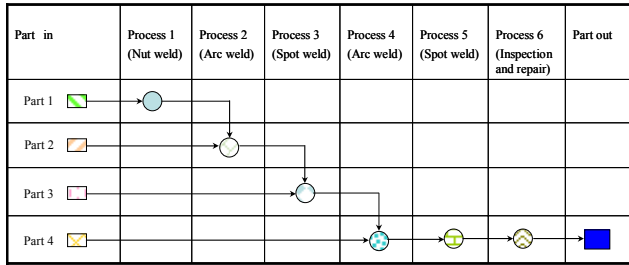 Part in
Process 1
(Nut weld)
Process 2
(Arc weld)
Process 3
(Spot weld)
Process 4
(Arc weld)
Process 5
(Spot weld)
Process 6
(Inspection
and repair)
Part out
Part 1
Part 2
Part 3
Part 4